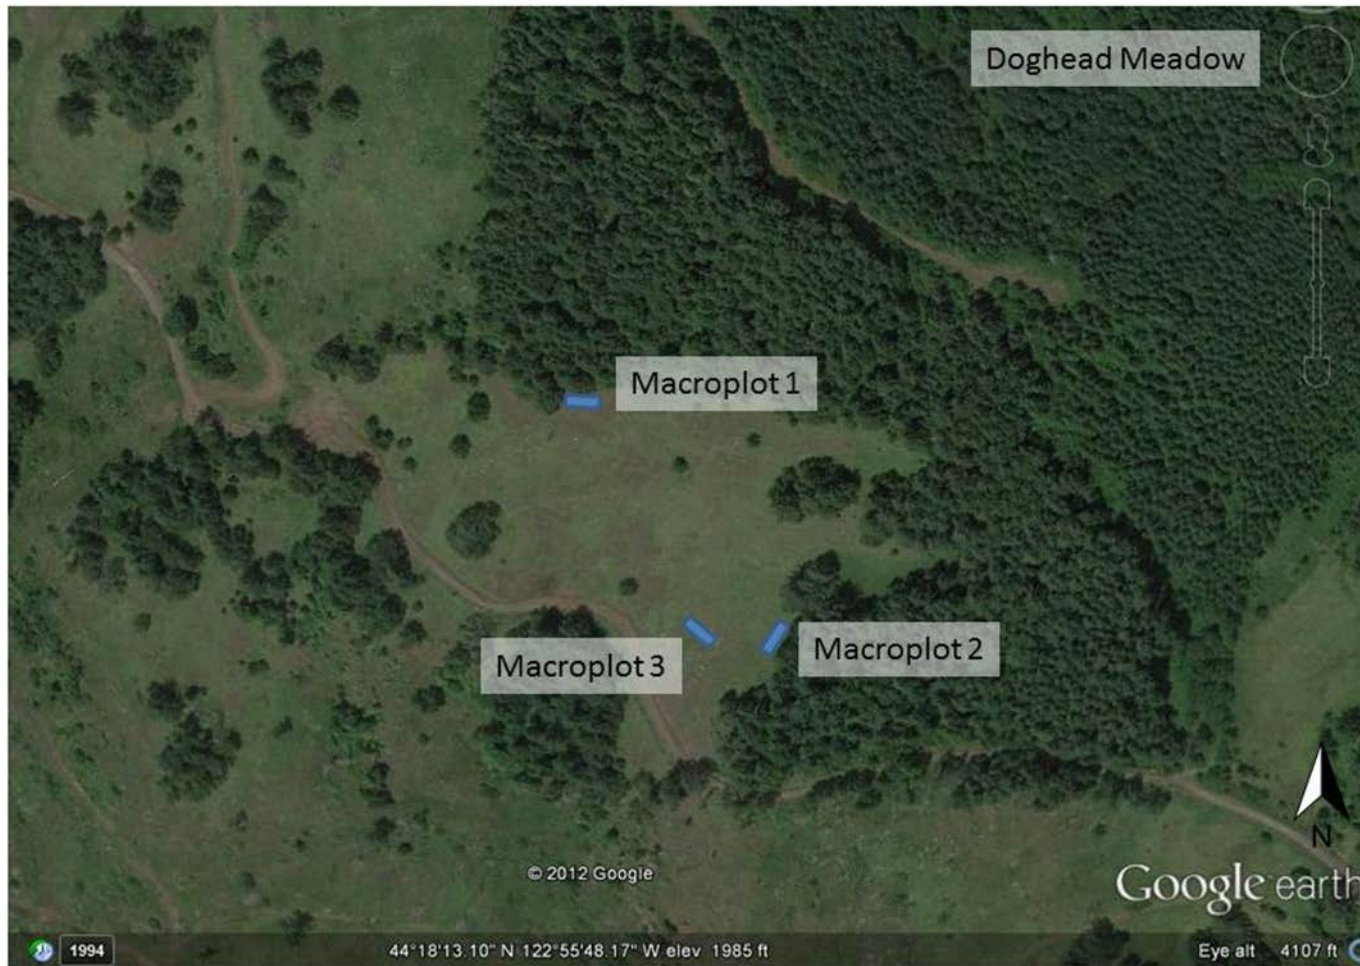 Doghead Meadow
Macroplot 1
Macroplot 2
Macroplot 3
N
© 2012 Google
Google earth
1994
44°18'13.10" N 122°55'48.17" W elev 1985 ft
Eye alt 4107 ft